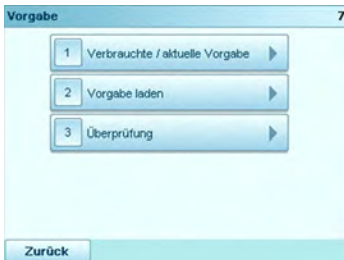 Vorgabe 7
1 Verbrauchte / aktuelle Vorgabe
2 Vorgabe laden
3 Überprüfung
Zurück